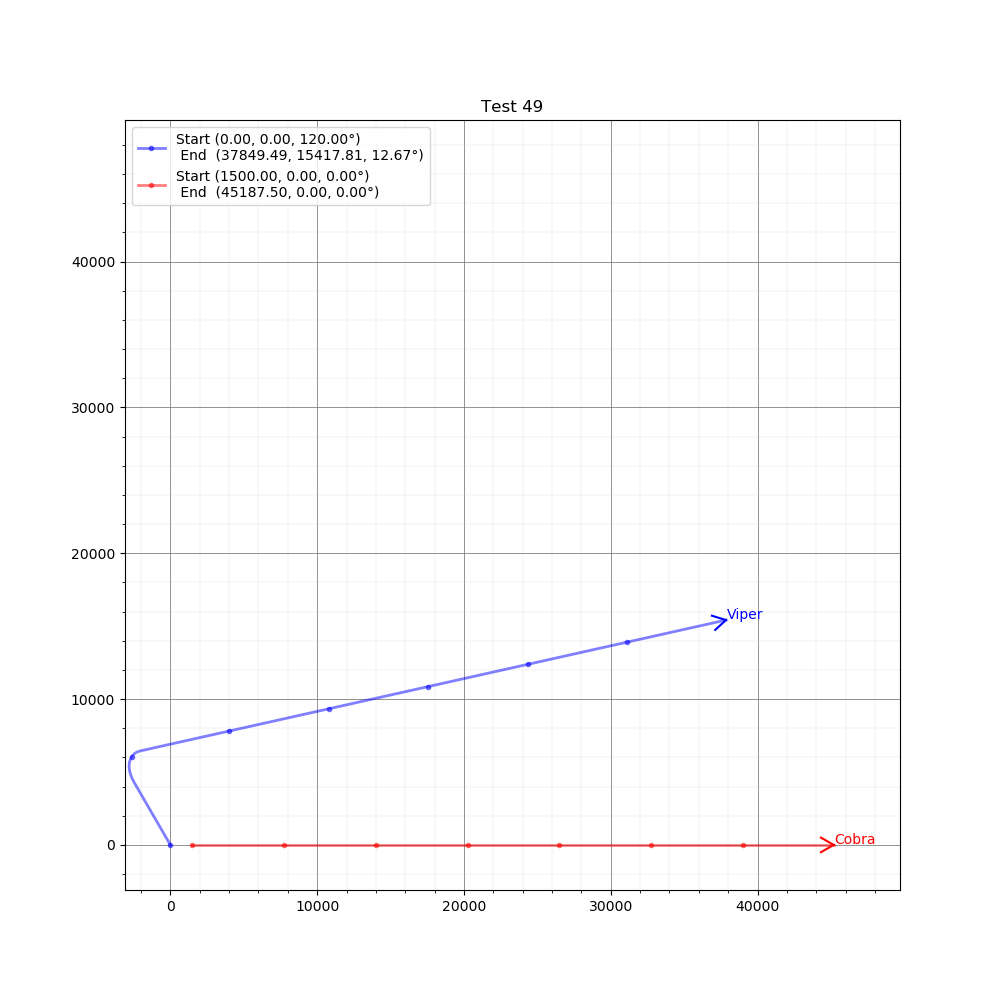 Test 49
Start (0.00, 0.00, 120.00°)
End (37849.49, 15417.81, 12.67°)
Start (1500.00, 0.00, 0.00°)
End (45187.50, 0.00, 0.00°)
40000
30000
20000
Viper
10000
Cobra
0
0 10000 20000 30000 40000